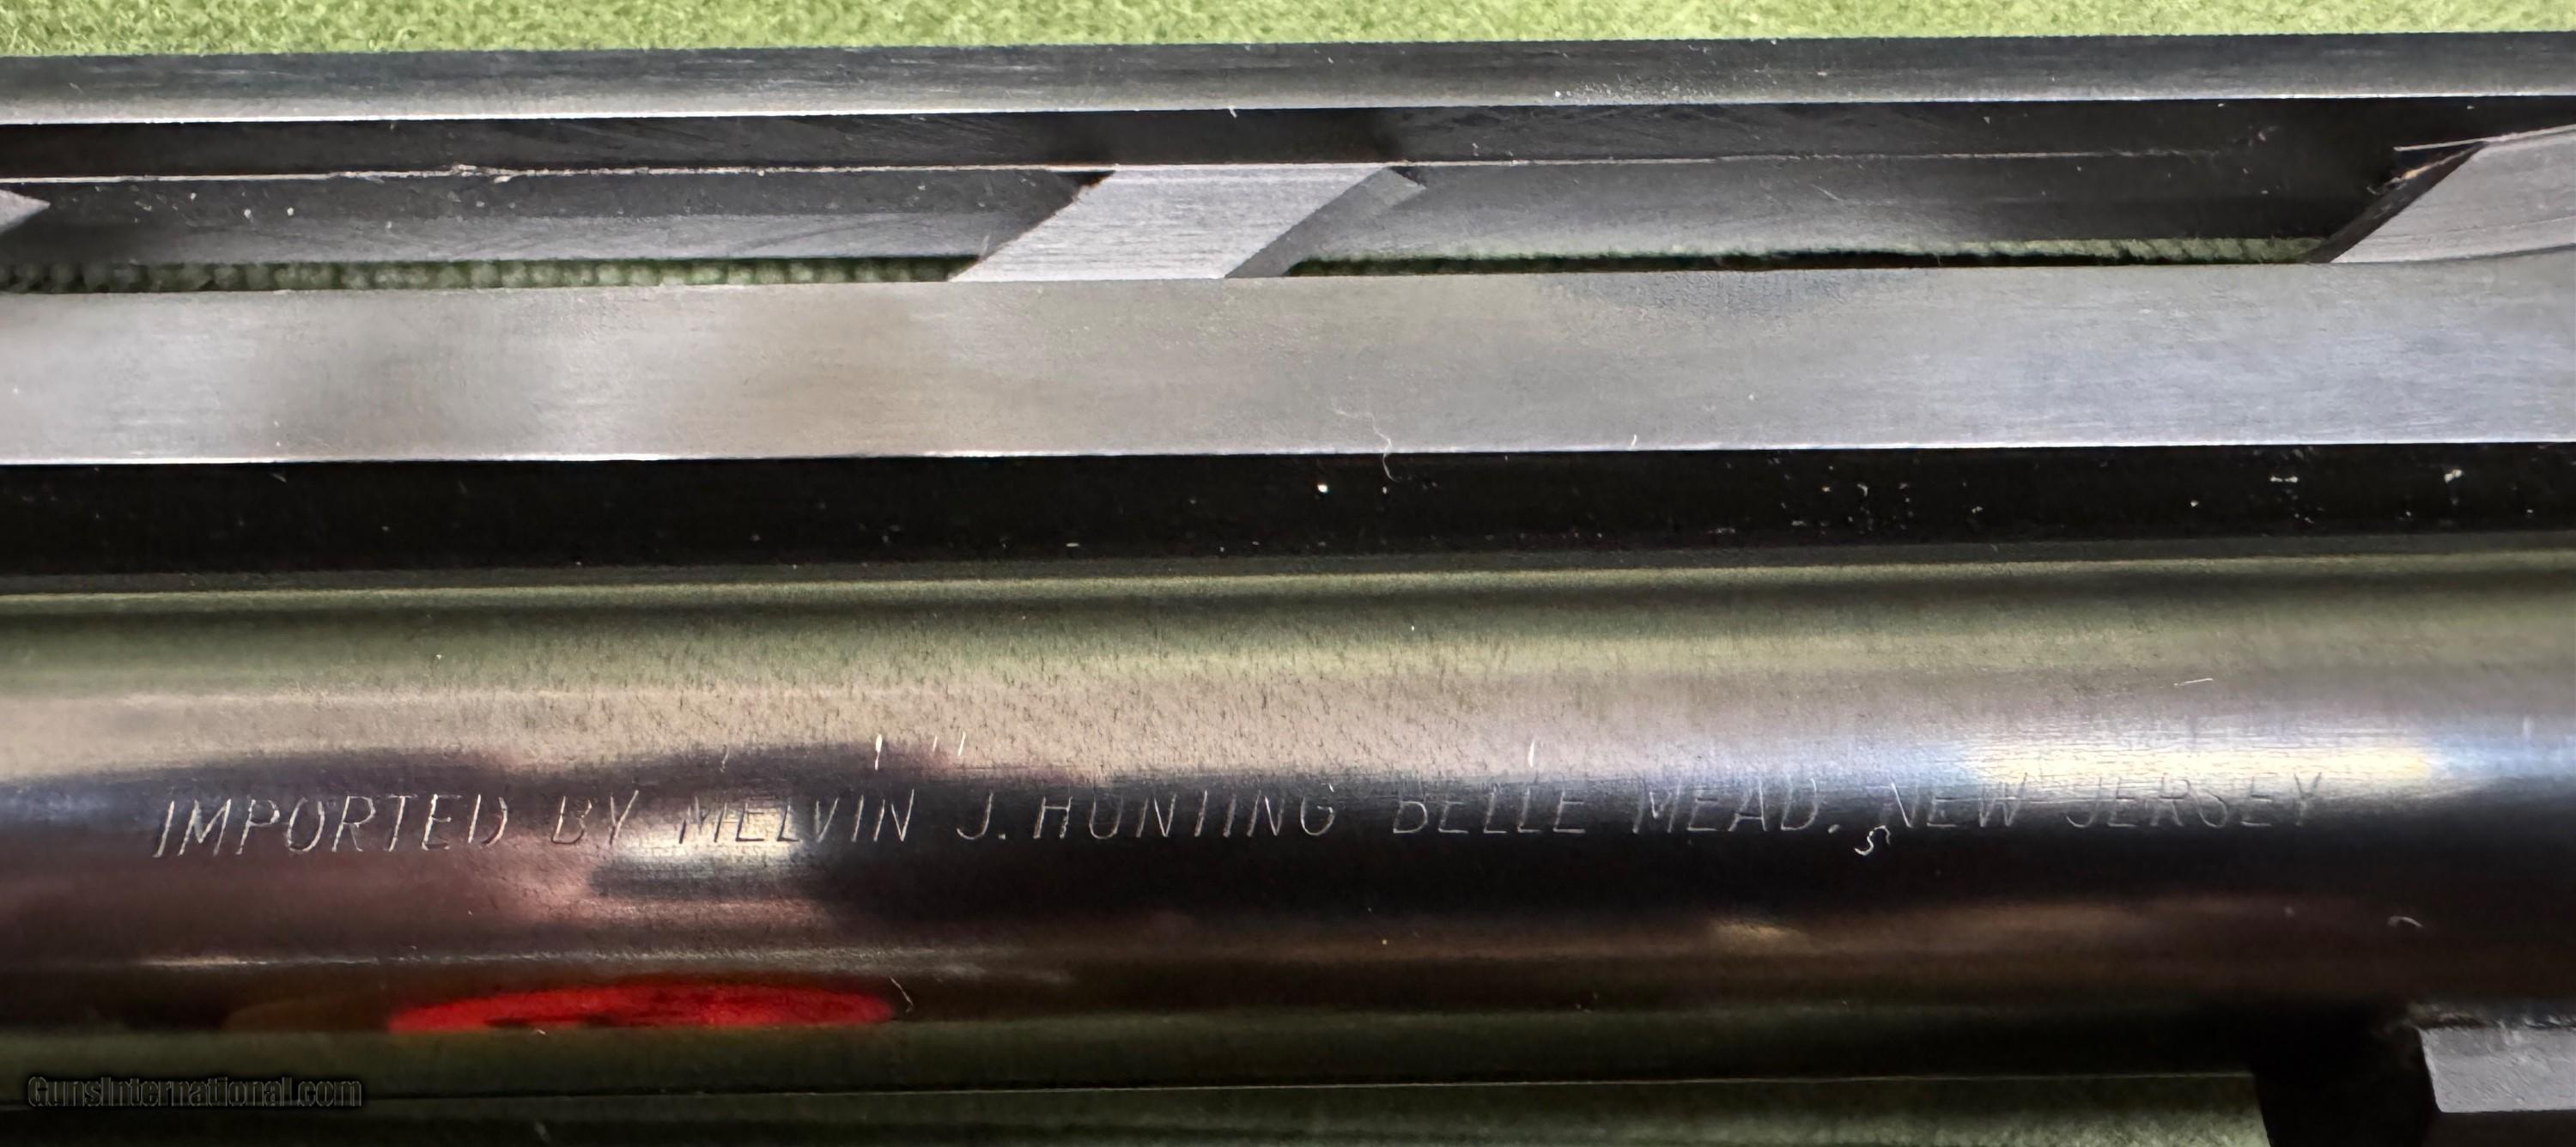 IMPORTED BY MELVIN J. HUNTING BELLE MEAD. NEW JERSEY
GunsInternational.com